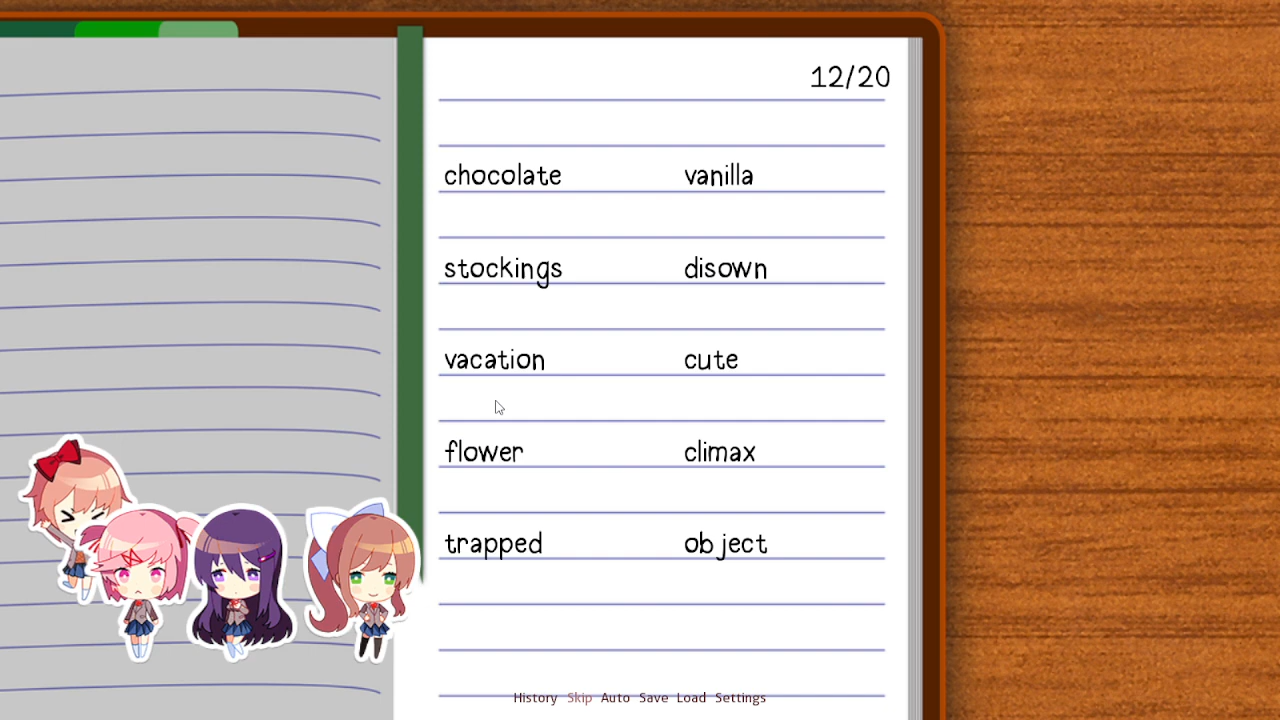 12/20
chocolate vanilla
stockings disown
vacation cute
flower climax
trapped object
History Skip Auto Save Load Settings